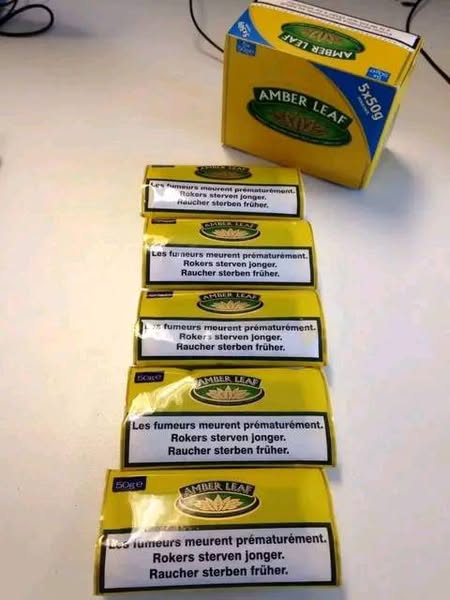 AMBER LEAF
5x50g
AMBER LEAF
5x50g
AMBER LEAF
Les fumeurs meurent prématurément.
Rokers sterven jonger.
Raucher sterben früher.
AMBER LEAF
Les fumeurs meurent prématurément.
Rokers sterven jonger.
Raucher sterben früher.
AMBER LEAF
Les fumeurs meurent prématurément.
Rokers sterven jonger.
Raucher sterben früher.
50g e
AMBER LEAF
Les fumeurs meurent prématurément.
Rokers sterven jonger.
Raucher sterben früher.
50g e
AMBER LEAF
Les fumeurs meurent prématurément.
Rokers sterven jonger.
Raucher sterben früher.